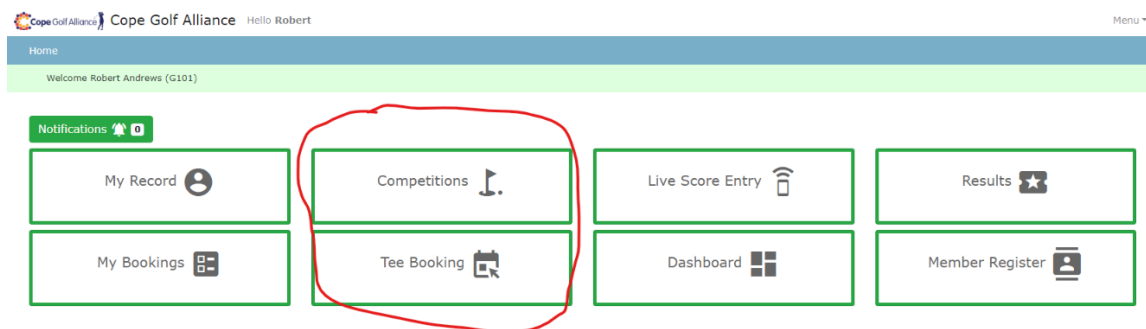 Cope Golf Alliance Cope Golf Alliance Hello Robert Menu
Home
Welcome Robert Andrews (G101)
Notifications 0
My Record Competitions Live Score Entry Results
My Bookings Tee Booking Dashboard Member Register